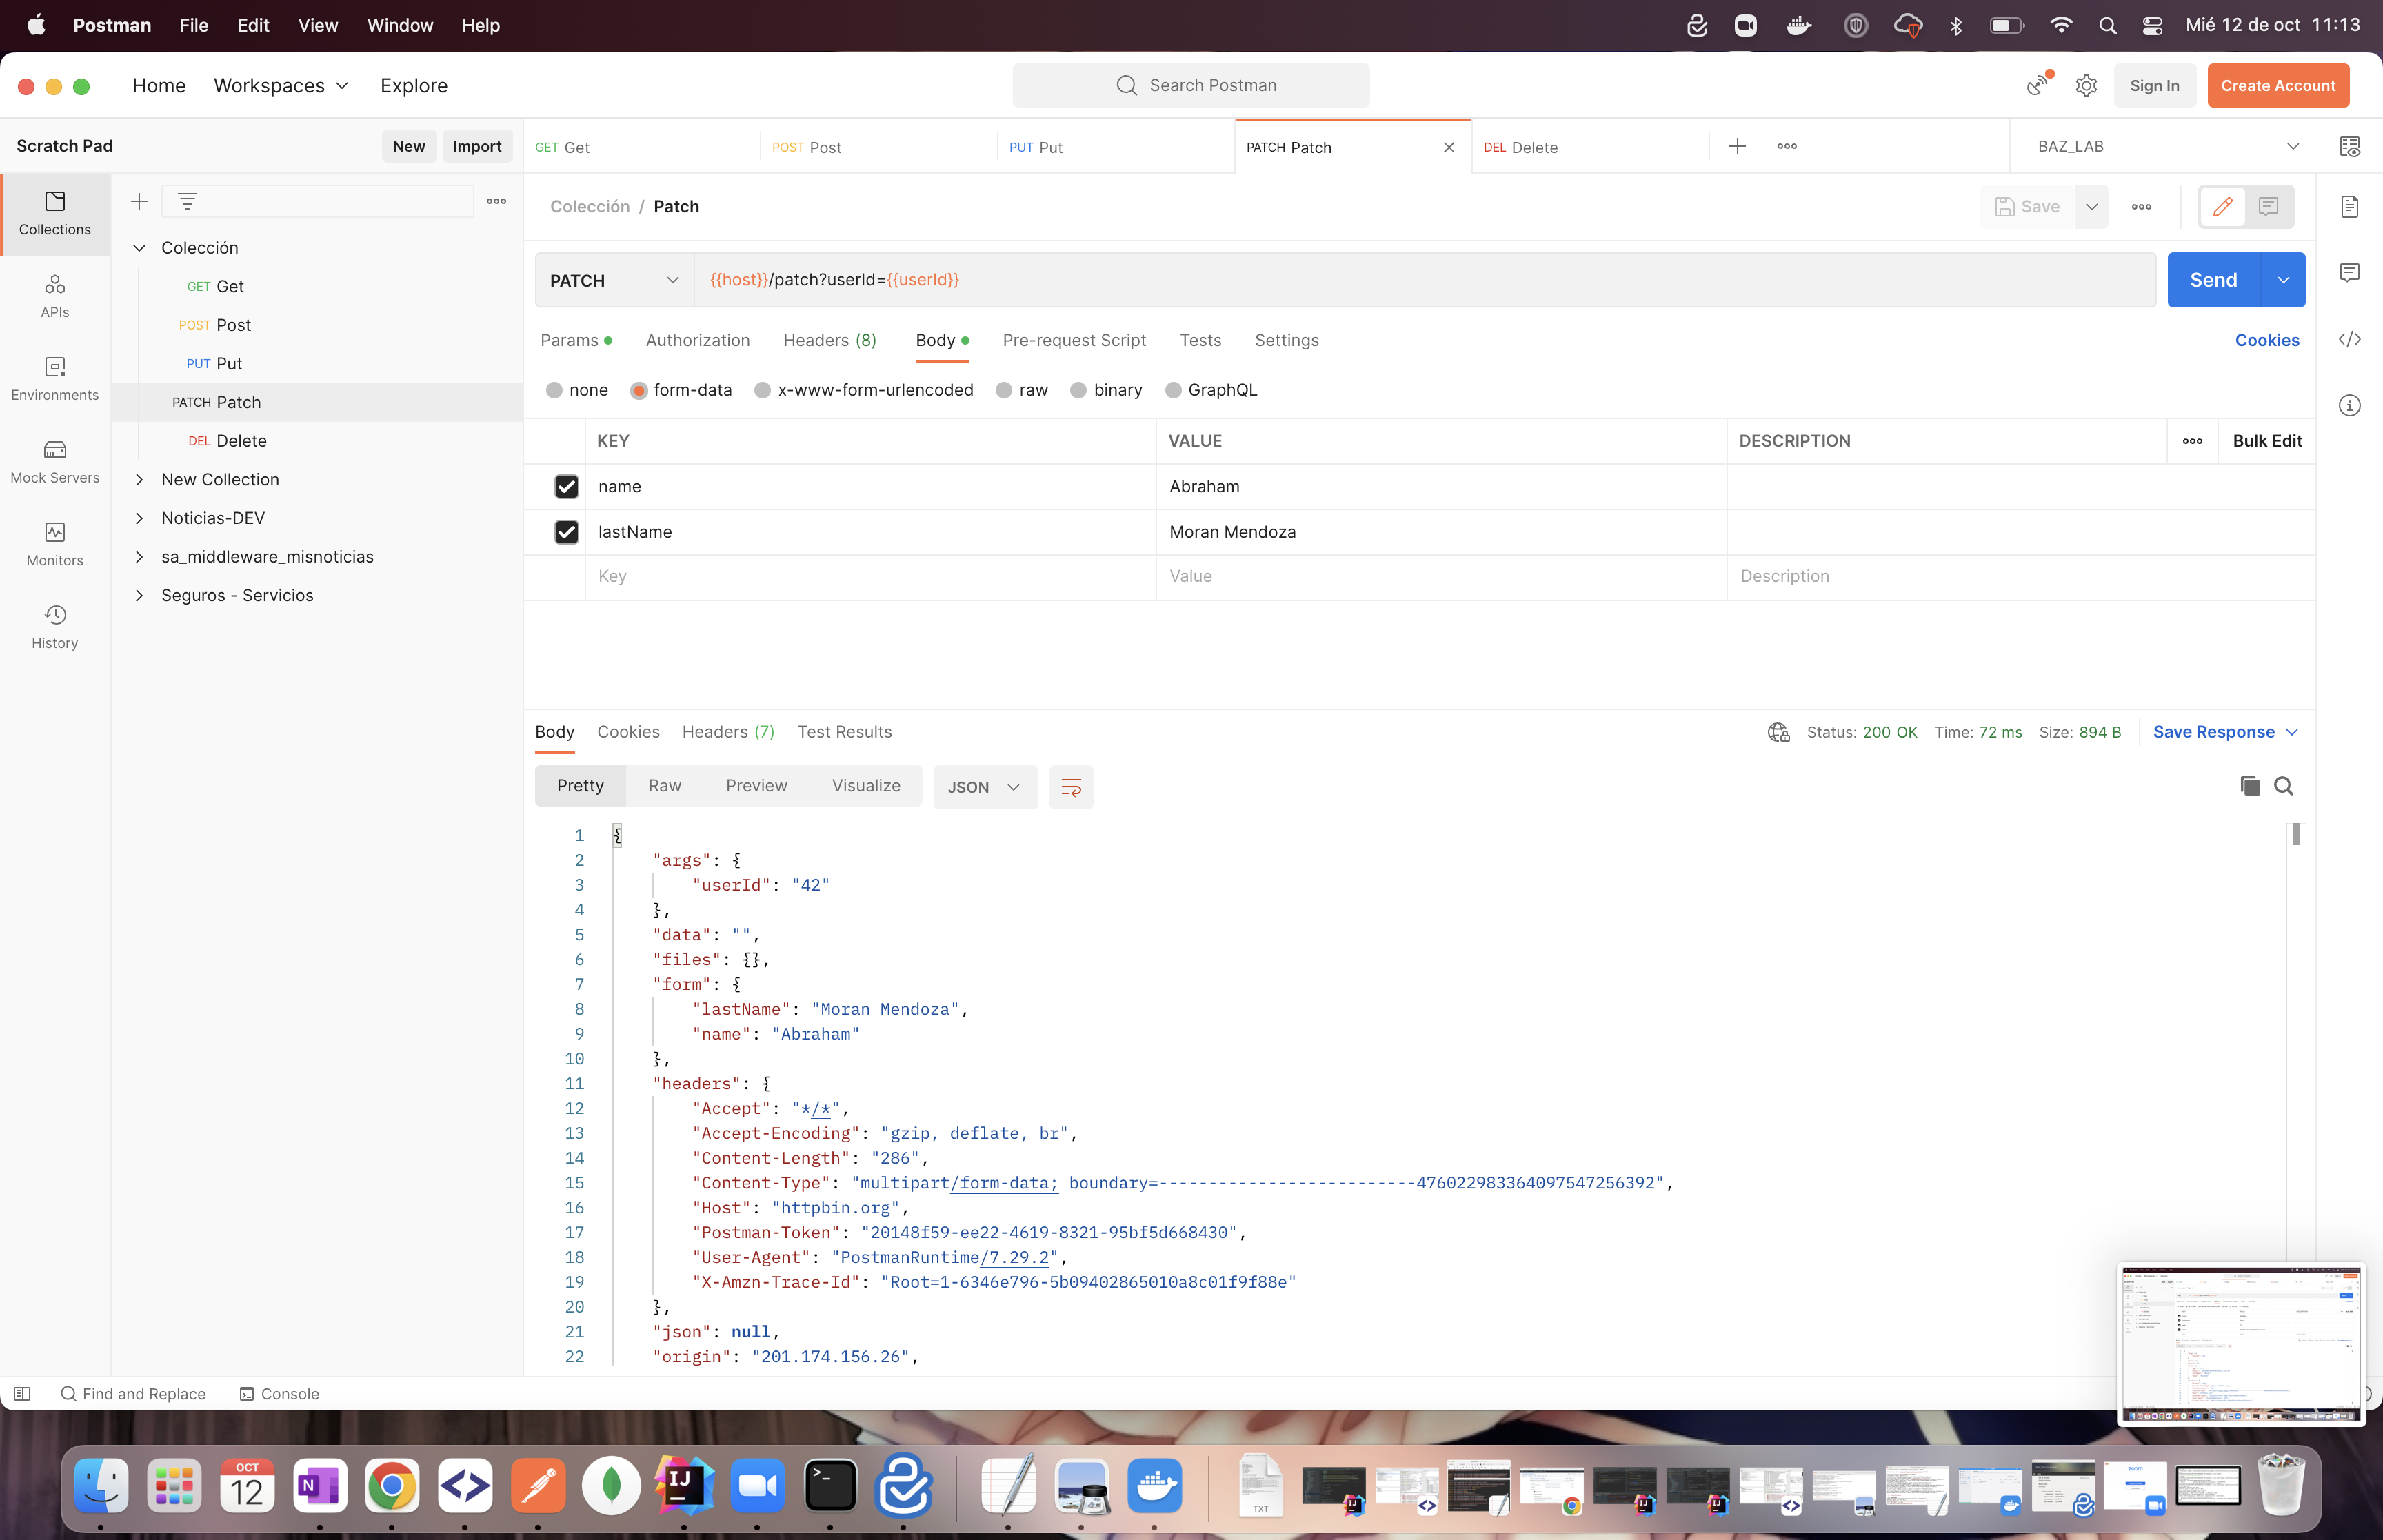 Postman File Edit View Window Help Mié 12 de oct 11:13
Home Workspaces Explore Search Postman Sign In Create Account
Scratch Pad New Import GET Get POST Post PUT Put PATCH Patch DEL Delete BAZ_LAB
Colección / Patch Save
Collections
APIs
Environments
Mock Servers
Monitors
History
Colección
GET Get
POST Post
PUT Put
PATCH Patch
DEL Delete
New Collection
Noticias-DEV
sa_middleware_misnoticias
Seguros - Servicios
PATCH {{host}}/patch?userId={{userId}} Send
Params Authorization Headers (8) Body Pre-request Script Tests Settings Cookies
none form-data x-www-form-urlencoded raw binary GraphQL
KEY VALUE DESCRIPTION Bulk Edit
name Abraham
lastName Moran Mendoza
Key Value Description
Body Cookies Headers (7) Test Results Status: 200 OK Time: 72 ms Size: 894 B Save Response
Pretty Raw Preview Visualize JSON
1 {
2 "args": {
3 "userId": "42"
4 },
5 "data": "",
6 "files": {},
7 "form": {
8 "lastName": "Moran Mendoza",
9 "name": "Abraham"
10 },
11 "headers": {
12 "Accept": "*/*",
13 "Accept-Encoding": "gzip, deflate, br",
14 "Content-Length": "286",
15 "Content-Type": "multipart/form-data; boundary=--------------------------476022983364097547256392",
16 "Host": "httpbin.org",
17 "Postman-Token": "20148f59-ee22-4619-8321-95bf5d668430",
18 "User-Agent": "PostmanRuntime/7.29.2",
19 "X-Amzn-Trace-Id": "Root=1-6346e796-5b09402865010a8c01f9f88e"
20 },
21 "json": null,
22 "origin": "201.174.156.26",
Find and Replace Console
OCT
12
N
IJ
TXT
zoom